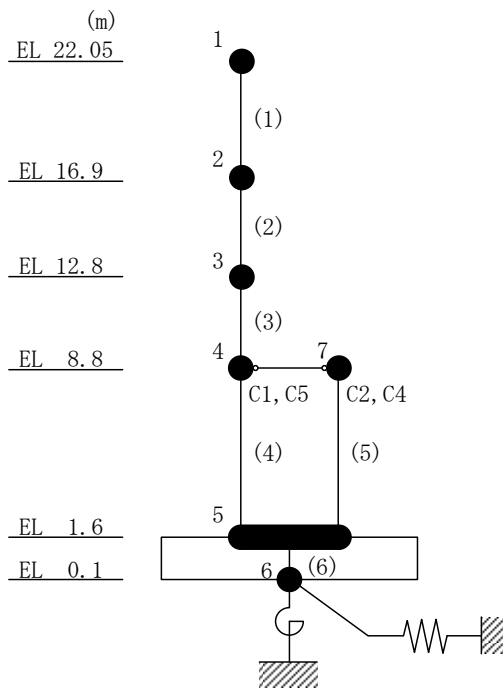 (m)
EL 22.05
1
(1)
EL 16.9
2
(2)
EL 12.8
3
(3)
EL 8.8
4
7
C1,C5
C2,C4
(4)
(5)
EL 1.6
5
EL 0.1
6
(6)